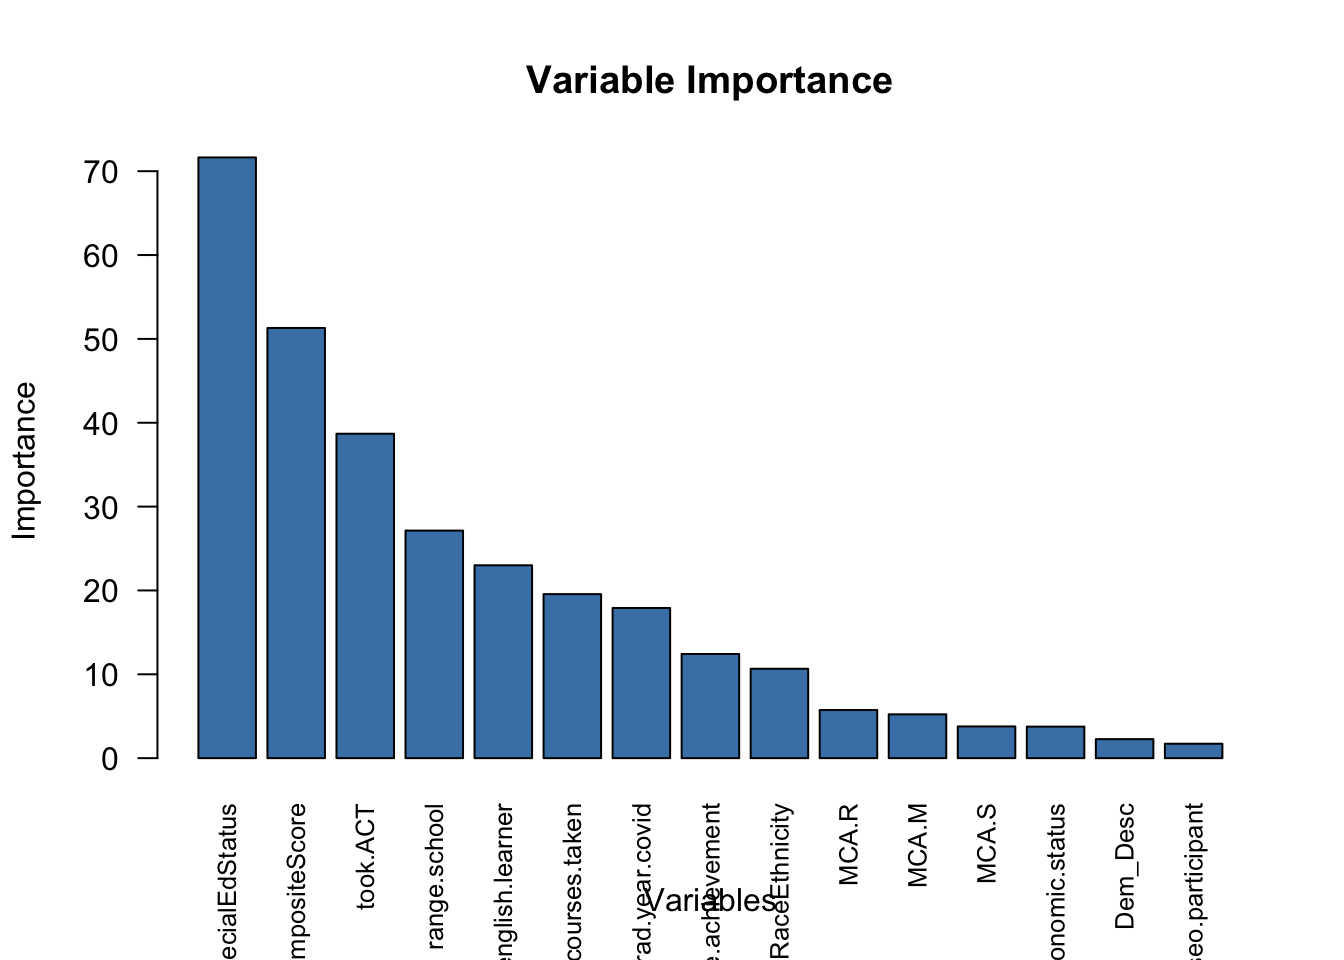 Variable Importance
Importance
70
60
50
40
30
20
10
0
ecialEdStatus
mpositeScore
took.ACT
range.school
english.learner
courses.taken
rad.year.covid
e.achievement
RaceEthnicity
MCA.R
MCA.M
MCA.S
onomic.status
Dem_Desc
seo.participant
Variables